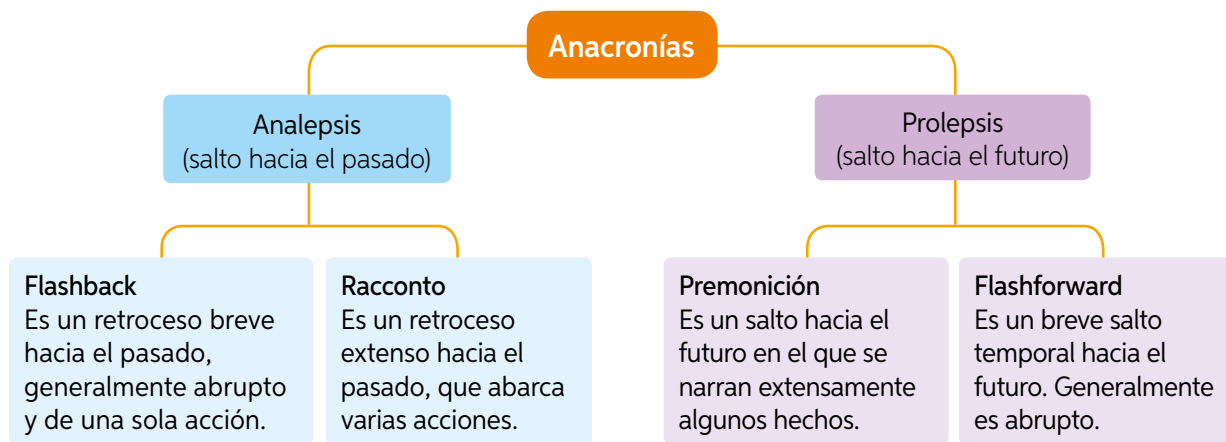 Anacronías
Analepsis
(salto hacia el pasado)
Prolepsis
(salto hacia el futuro)
Flashback
Es un retroceso breve
hacia el pasado,
generalmente abrupto
y de una sola acción.
Racconto
Es un retroceso
extenso hacia el
pasado, que abarca
varias acciones.
Premonición
Es un salto hacia el
futuro en el que se
narran extensamente
algunos hechos.
Flashforward
Es un breve salto
temporal hacia el
futuro. Generalmente
es abrupto.